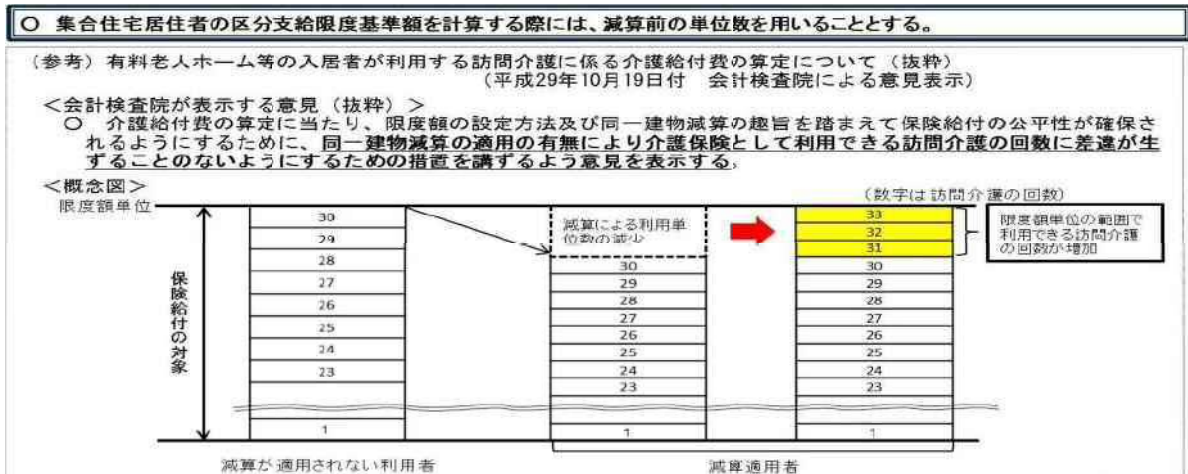 ○ 集合住宅居住者の区分支給限度基準額を計算する際には、減算前の単位数を用いることとする。
（参考）有料老人ホーム等の入居者が利用する訪問介護に係る介護給付費の算定について（抜粋）
（平成29年10月19日付 会計検査院による意見表示）
＜会計検査院が表示する意見（抜粋）＞
○ 介護給付費の算定に当たり、限度額の設定方法及び同一建物減算の趣旨を踏まえて保険給付の公平性が確保さ
れるようにするために、同一建物減算の適用の有無により介護保険として利用できる訪問介護の回数に差違が生
ずることのないようにするための措置を講ずるよう意見を表示する。
＜概念図＞
（数字は訪問介護の回数）
限度額単位
保険給付の対象
30
29
28
27
26
25
24
23
1
減算による利用単
位数の減少
30
29
28
27
26
25
24
23
1
33
32
31
30
29
28
27
26
25
24
23
1
限度額単位の範囲で
利用できる訪問介護
の回数が増加
減算が適用されない利用者
減算適用者